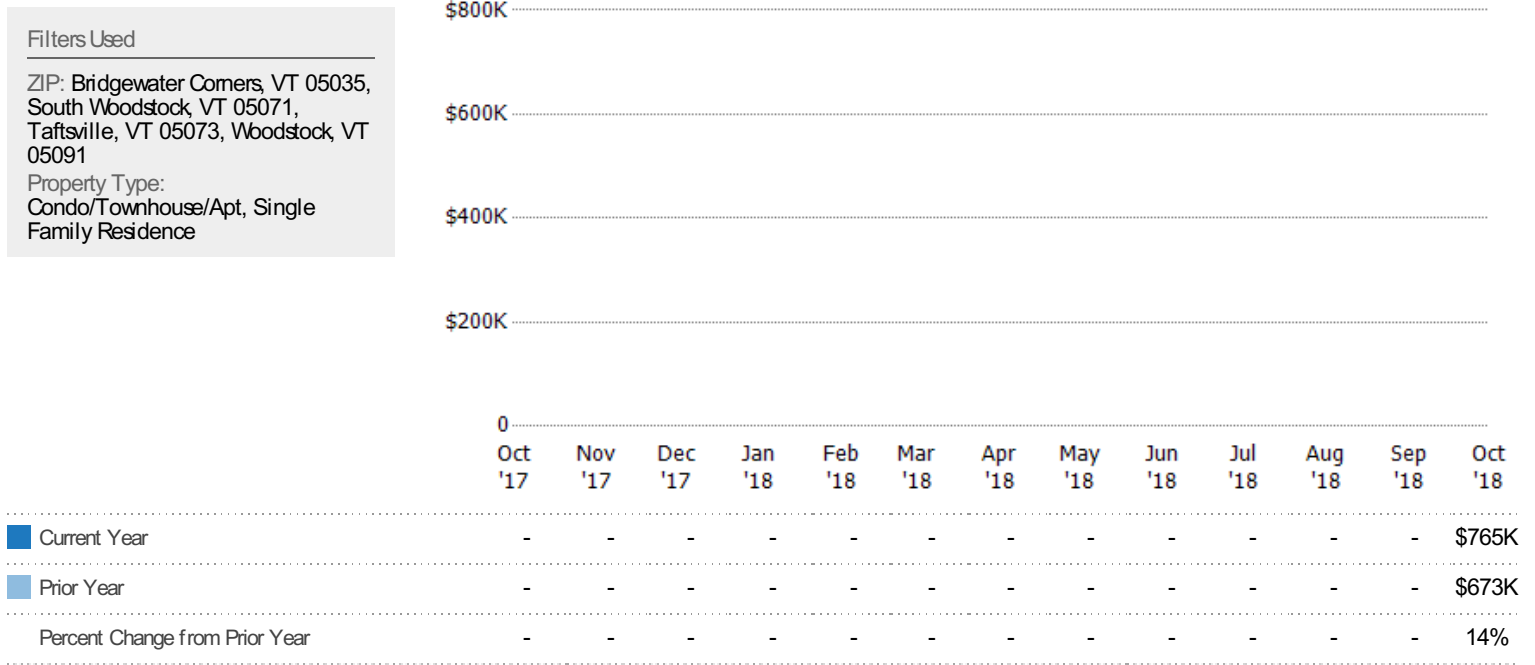 Filters Used
ZIP: Bridgewater Corners, VT 05035,
South Woodstock, VT 05071,
Taftsville, VT 05073, Woodstock, VT
05091
Property Type:
Condo/Townhouse/Apt, Single
Family Residence
$800K
$600K
$400K
$200K
0
Oct Nov Dec Jan Feb Mar Apr May Jun Jul Aug Sep Oct
'17 '17 '17 '18 '18 '18 '18 '18 '18 '18 '18 '18 '18
Current Year - - - - - - - - - - - - $765K
Prior Year - - - - - - - - - - - - $673K
Percent Change from Prior Year - - - - - - - - - - - - 14%